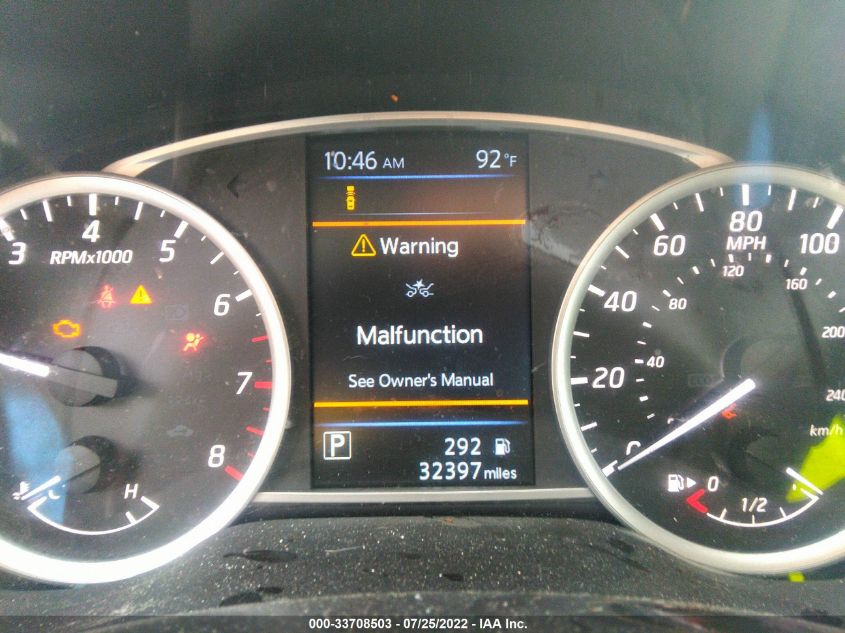 10:46 AM 92°F
Warning
Malfunction
See Owner's Manual
P 292
32397 miles
3 4 5 6 7 8
RPMx1000
C H
20 40 60 80 100
MPH
40 80 120 160 200 240
km/h
0 1/2
000-33708503 - 07/25/2022 - IAA Inc.